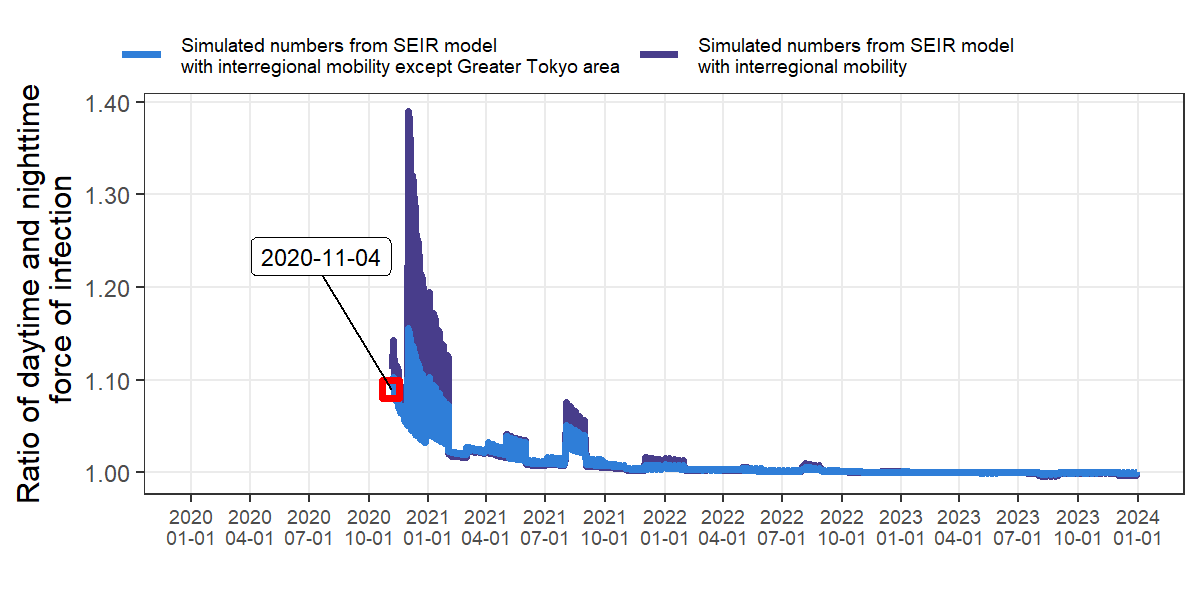 Simulated numbers from SEIR model
with interregional mobility except Greater Tokyo area
Simulated numbers from SEIR model
with interregional mobility
Ratio of daytime and nighttime
force of infection
1.40
1.30
1.20
1.10
1.00
2020-11-04
2020 2020 2020 2020 2021 2021 2021 2021 2022 2022 2022 2022 2023 2023 2023 2023 2024
01-01 04-01 07-01 10-01 01-01 04-01 07-01 10-01 01-01 04-01 07-01 10-01 01-01 04-01 07-01 10-01 01-01